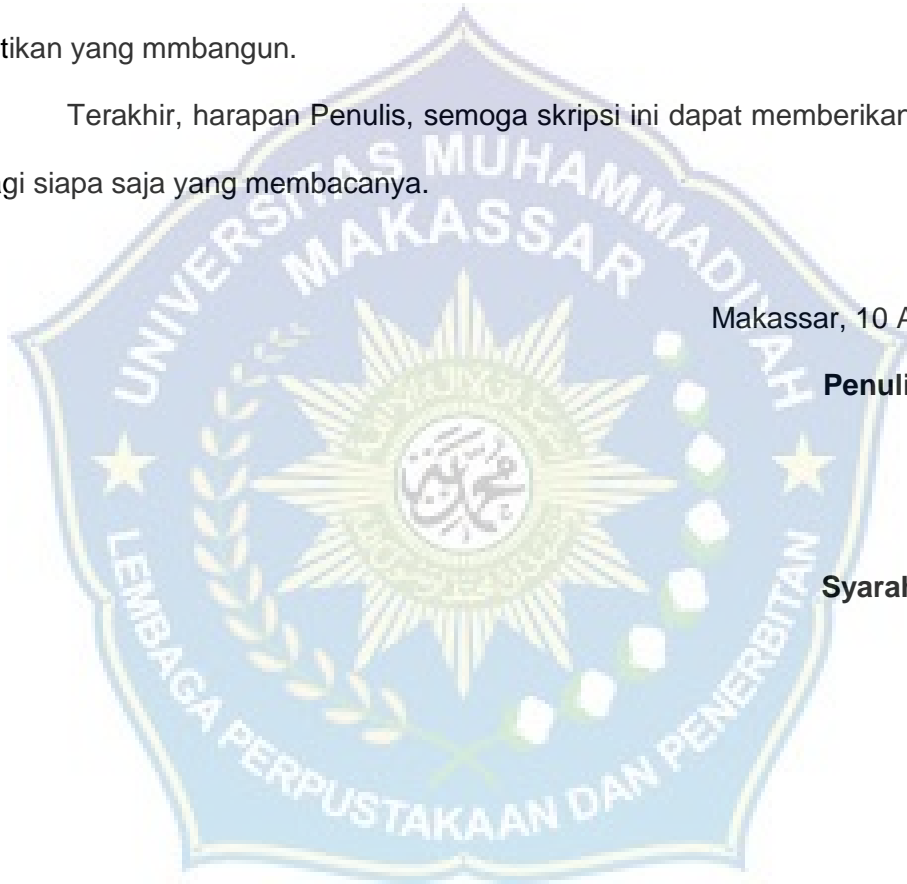 tikan yang mmbangun.
Terakhir, harapan Penulis, semoga skripsi ini dapat memberikan
gi siapa saja yang membacanya.
Makassar, 10 A
Penuli
Syarah
UNIVERSITAS MUHAMMADIYAH
MAKASSAR
LEMBAGA PERPUSTAKAAN DAN PENERBITAN